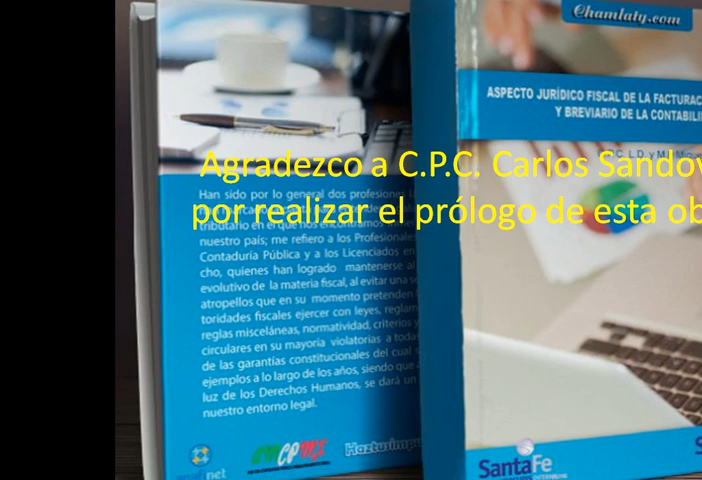 Chamlaty.com
ASPECTO JURÍDICO FISCAL DE LA FACTURAC
Y BREVIARIO DE LA CONTABILI
Agradezco a C.P.C. Carlos Sandov
por realizar el prólogo de esta ob
Han sido por lo general dos profesiones
tributario en el que nos encontramos
nuestro país; me refiero a los Profesionale
Contaduría Pública y a los Licenciados en
cho, quienes han logrado mantenerse al
evolutivo de la materia fiscal, al evitar una se
atropellos que en su momento pretenden l
toridades fiscales ejercer con leyes, reglam
reglas misceláneas, normatividad, criterios y
circulares en su mayoría violatorias a toda
de las garantías constitucionales del cual s
ejemplos a lo largo de los años, siendo que
luz de los Derechos Humanos, se dará un
nuestro entorno legal.
net
Haztusimpu
SantaFe